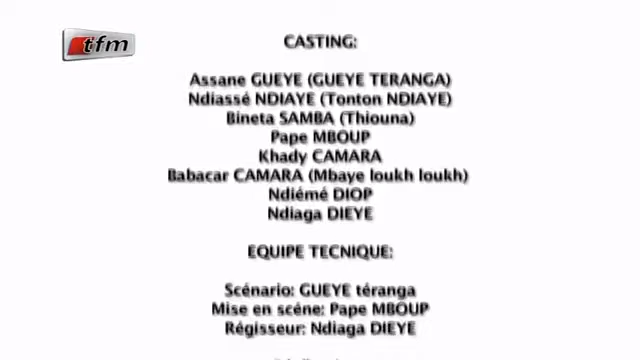 tfm
CASTING:
Assane GUEYE (GUEYE TERANGA)
Ndiassé NDIAYE (Tonton NDIAYE)
Bineta SAMBA (Thiouna)
Pape MBOUP
Khady CAMARA
Babacar CAMARA (Mbaye loukh loukh)
Ndiémé DIOP
Ndiaga DIEYE
EQUIPE TECNIQUE:
Scénario: GUEYE téranga
Mise en scéne: Pape MBOUP
Régisseur: Ndiaga DIEYE